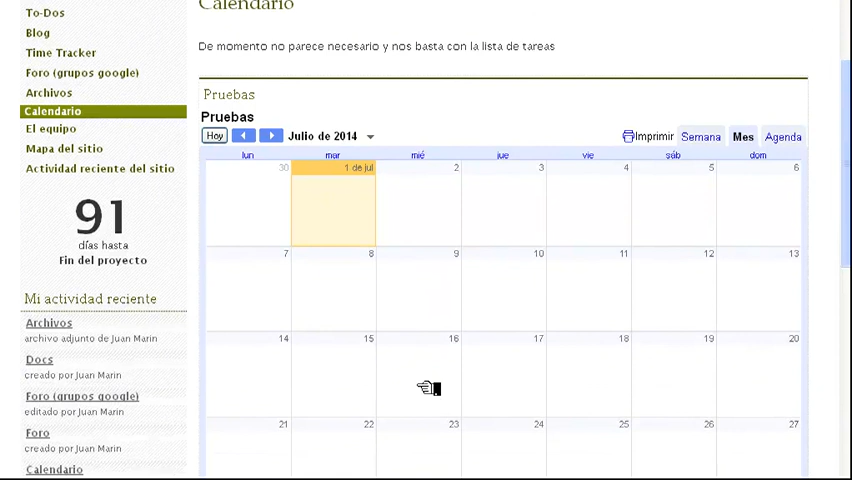 Calendario
To-Dos
Blog
Time Tracker
Foro (grupos google)
Archivos
Calendario
El equipo
Mapa del sitio
Actividad reciente del sitio
91
días hasta
Fin del proyecto
Mi actividad reciente
Archivos
archivo adjunto de Juan Marin
Docs
creado por Juan Marin
Foro (grupos google)
editado por Juan Marin
Foro
creado por Juan Marin
Calendario
De momento no parece necesario y nos basta con la lista de tareas
Pruebas
Pruebas
Hoy Julio de 2014 Imprimir Semana Mes Agenda
lun mar mié jue vie sáb dom
30 1 de jul 2 3 4 5 6
7 8 9 10 11 12 13
14 15 16 17 18 19 20
21 22 23 24 25 26 27